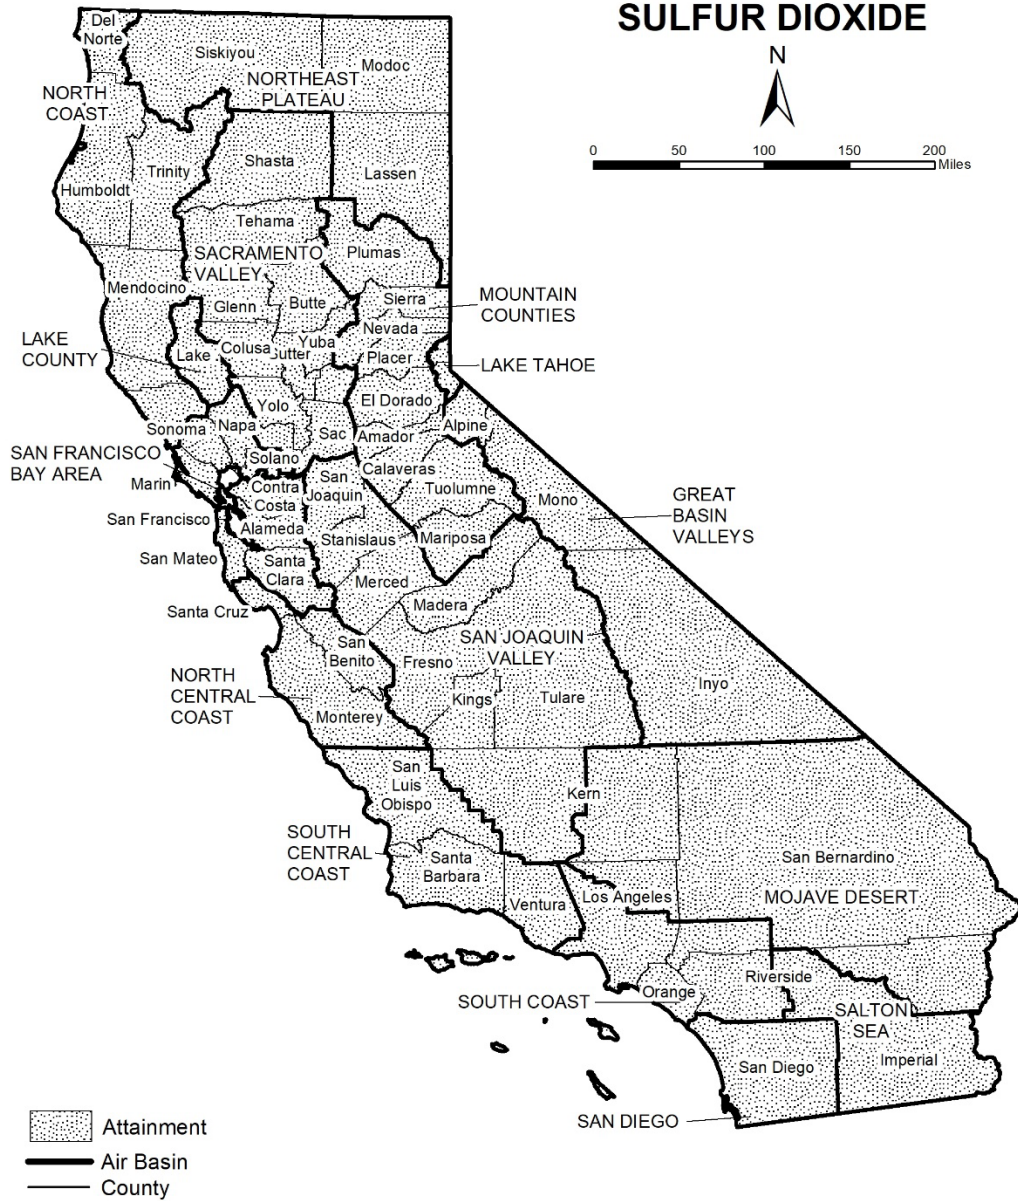 SULFUR DIOXIDE
N
0 50 100 150 200
Miles
Del
Norte
Siskiyou
Modoc
NORTHEAST
PLATEAU
NORTH
COAST
Trinity
Shasta
Lassen
Humboldt
Tehama
SACRAMENTO
VALLEY
Plumas
Mendocino
Glenn
Butte
Sierra
MOUNTAIN
COUNTIES
Nevada
LAKE
COUNTY
Lake
Colusa
Yuba
utter
Placer
LAKE TAHOE
El Dorado
Yolo
Sonoma
Napa
Sac
Amador
Alpine
SAN FRANCISCO
BAY AREA
Solano
Calaveras
Marin
Contra
Costa
San
Joaquin
Tuolumne
Mono
GREAT
BASIN
VALLEYS
San Francisco
Alameda
Stanislaus
Mariposa
San Mateo
Santa
Clara
Merced
Santa Cruz
Madera
San
Benito
Fresno
SAN JOAQUIN
VALLEY
NORTH
CENTRAL
COAST
Monterey
Kings
Tulare
Inyo
San
Luis
Obispo
Kern
SOUTH
CENTRAL
COAST
Santa
Barbara
San Bernardino
Ventura
Los Angeles
MOJAVE DESERT
SOUTH COAST
Orange
Riverside
SALTON
SEA
San Diego
Imperial
SAN DIEGO
Attainment
Air Basin
County